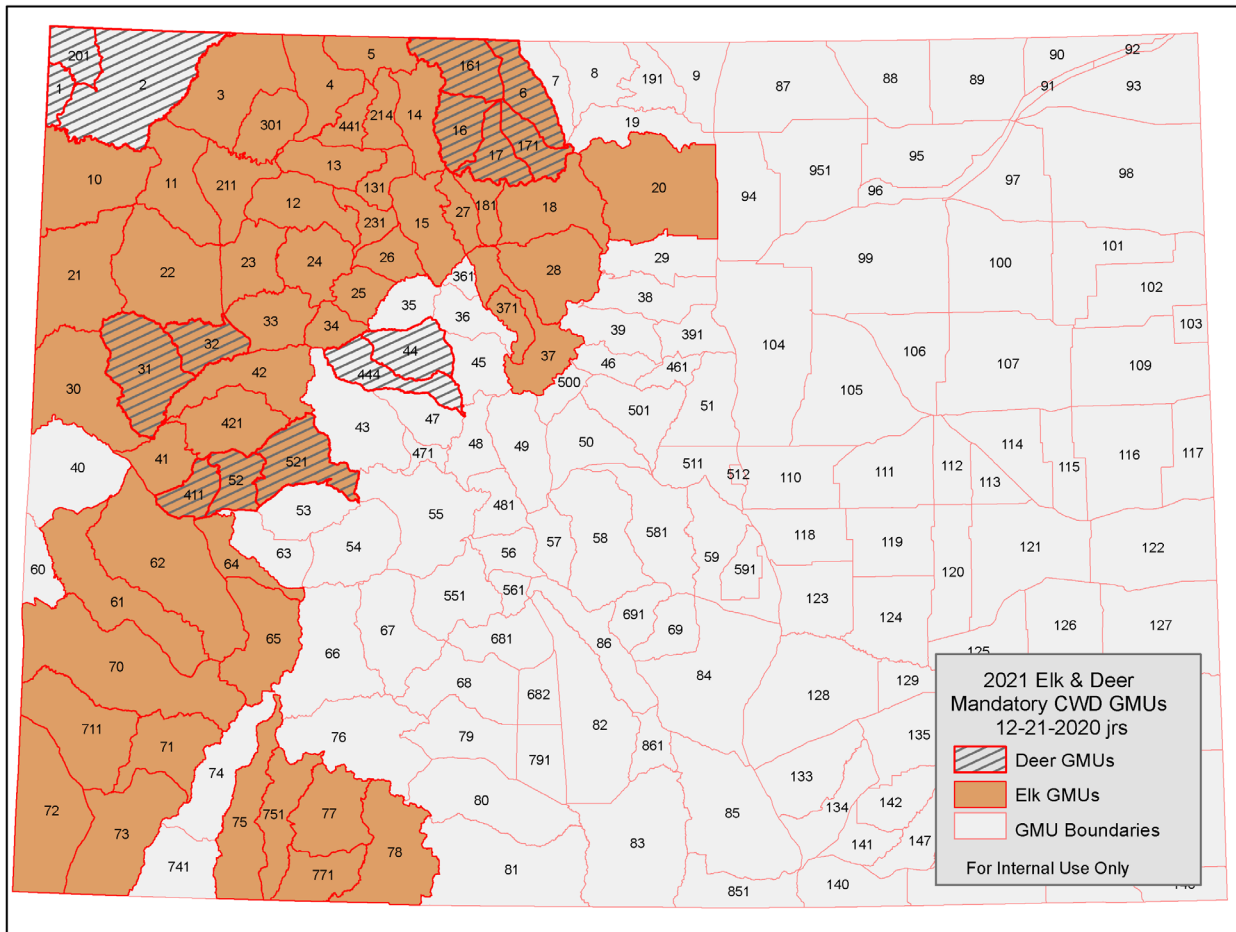 5 90 92
201 161 7 8 191 9 87 88 89 91 93
1 2 3 4 6
301 441 214 14 16 171 19
17 95
10 11 211 13 131 12 231 15 27 181 18 20 94 951 96 97 98
21 22 23 24 26 361 28 29 99 100 101
25 35 36 371 38 102
33 34 103
31 32 44 45 37 39 391 104 106 107 109
30 42 444 46 461 105
500
421 43 47 48 49 50 501 51
40 41 471 114
411 52 521 511 512 110 111 112 113 115 116 117
53 55 481
62 64 63 54 56 57 58 581 59 118 119 121 122
60 61 551 561 591 120
65 67 691 123 124 126 127
66 681 86 69 125
70 68 682 84 128 129
711 71 74 76 79 82 861 135
791 133
72 73 75 751 77 78 80 83 85 134 142
741 771 81 141 147
851 140
2021 Elk & Deer
Mandatory CWD GMUs
12-21-2020 jrs
Deer GMUs
Elk GMUs
GMU Boundaries
For Internal Use Only